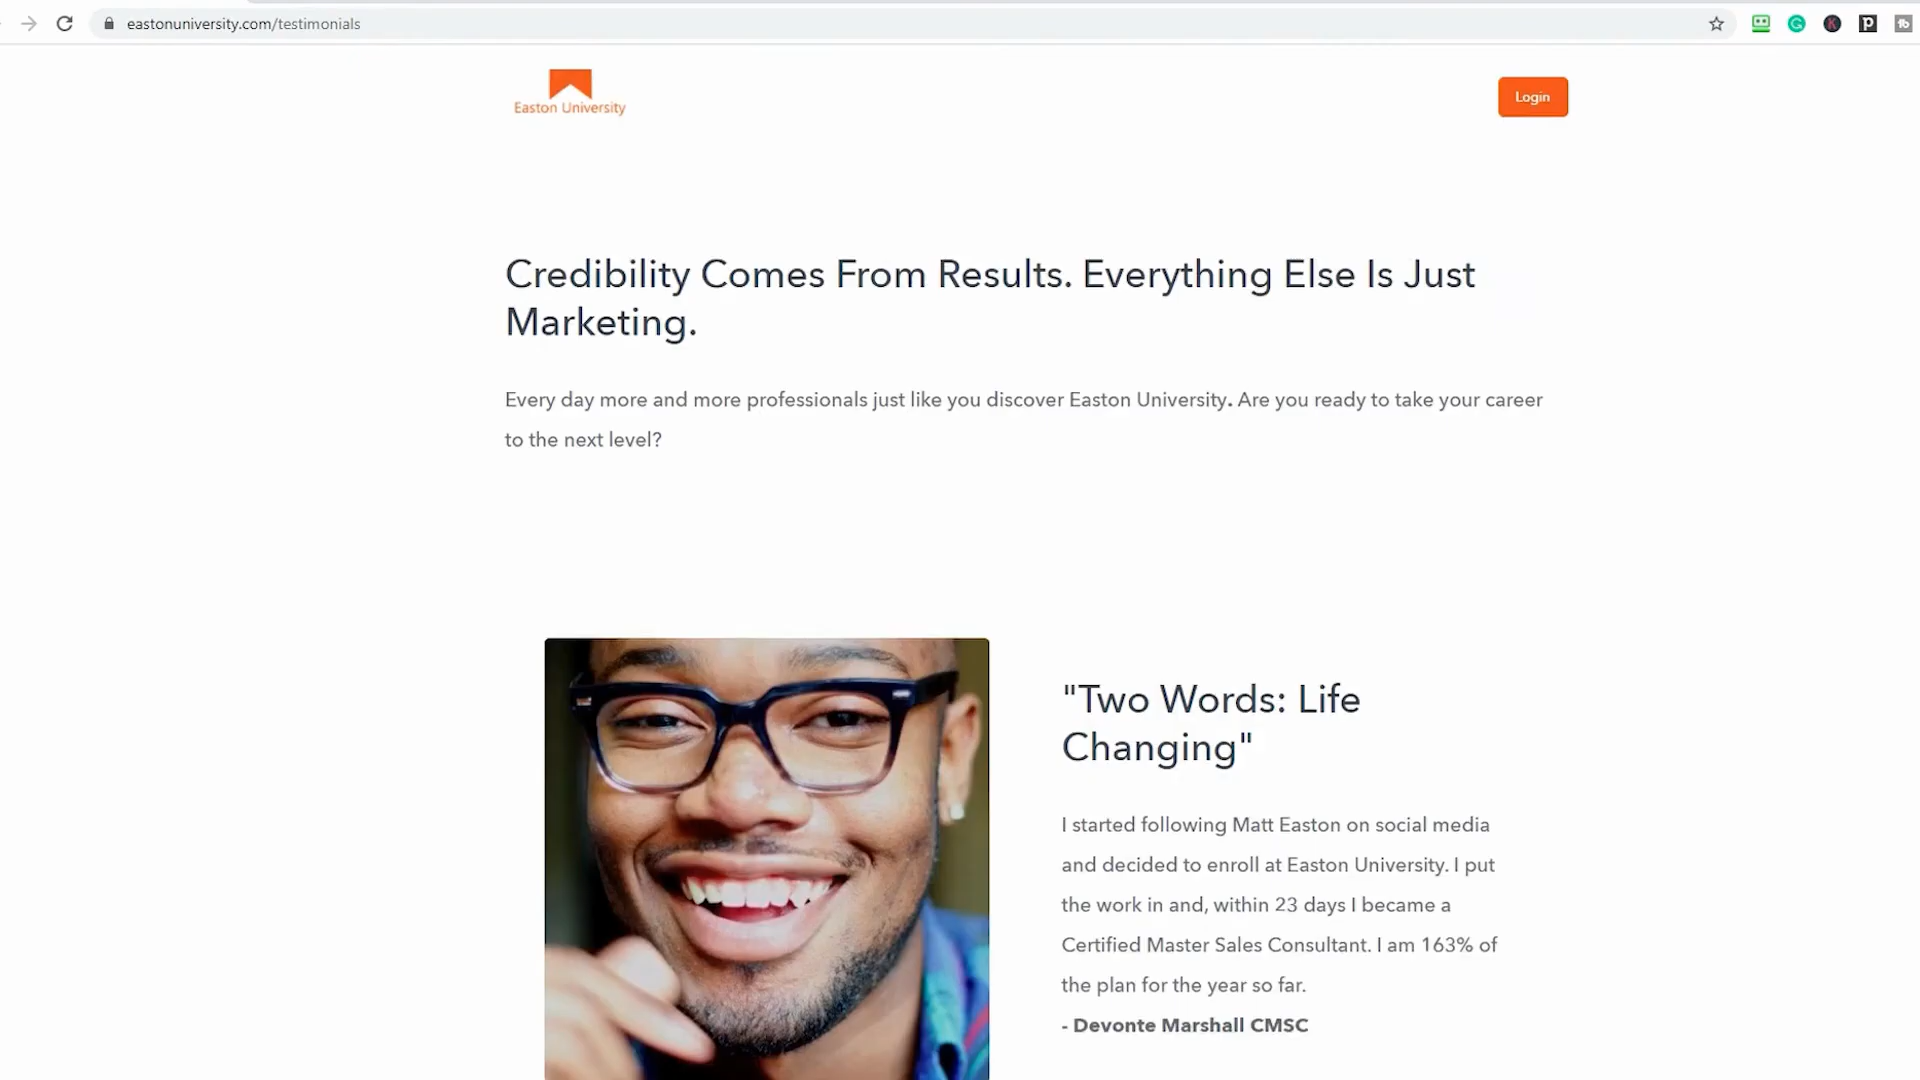 eastonuniversity.com/testimonials
Easton University
Login
Credibility Comes From Results. Everything Else Is Just
Marketing.
Every day more and more professionals just like you discover Easton University. Are you ready to take your career
to the next level?
"Two Words: Life
Changing"
I started following Matt Easton on social media
and decided to enroll at Easton University. I put
the work in and, within 23 days I became a
Certified Master Sales Consultant. I am 163% of
the plan for the year so far.
- Devonte Marshall CMSC